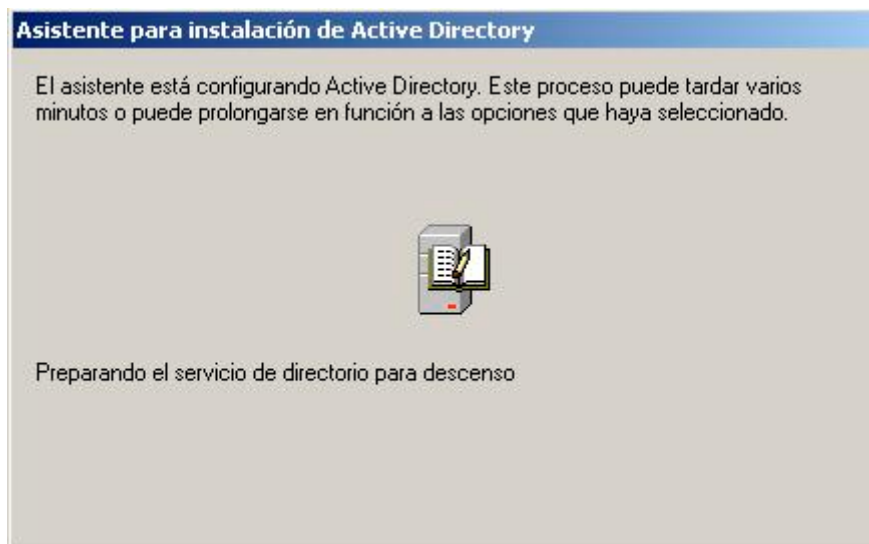 Asistente para instalación de Active Directory
El asistente está configurando Active Directory. Este proceso puede tardar varios
minutos o puede prolongarse en función a las opciones que haya seleccionado.
Preparando el servicio de directorio para descenso